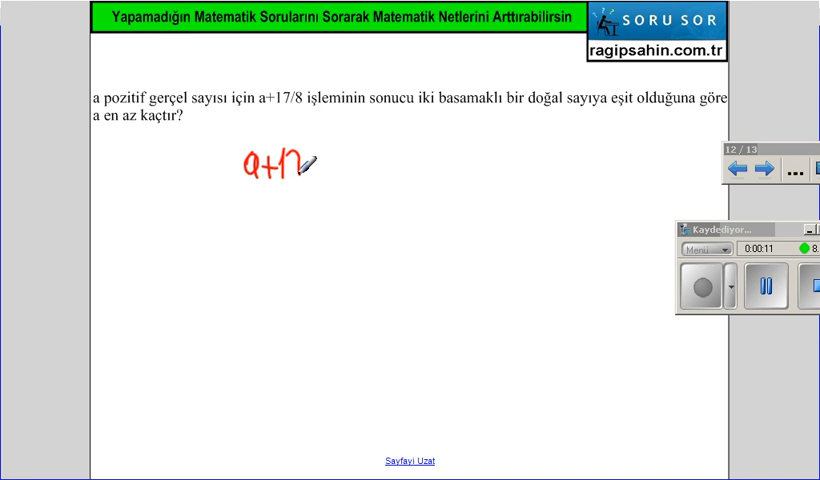 Yapamadığın Matematik Sorularını Sorarak Matematik Netlerini Arttırabilirsin
SORU SOR
ragipsahin.com.tr
a pozitif gerçel sayısı için a+17/8 işleminin sonucu iki basamaklı bir doğal sayıya eşit olduğuna göre
a en az kaçtır?
a+17
12 / 13
...
Kaydediyor...
Menü
0:00:11
8.
Sayfayi Uzat